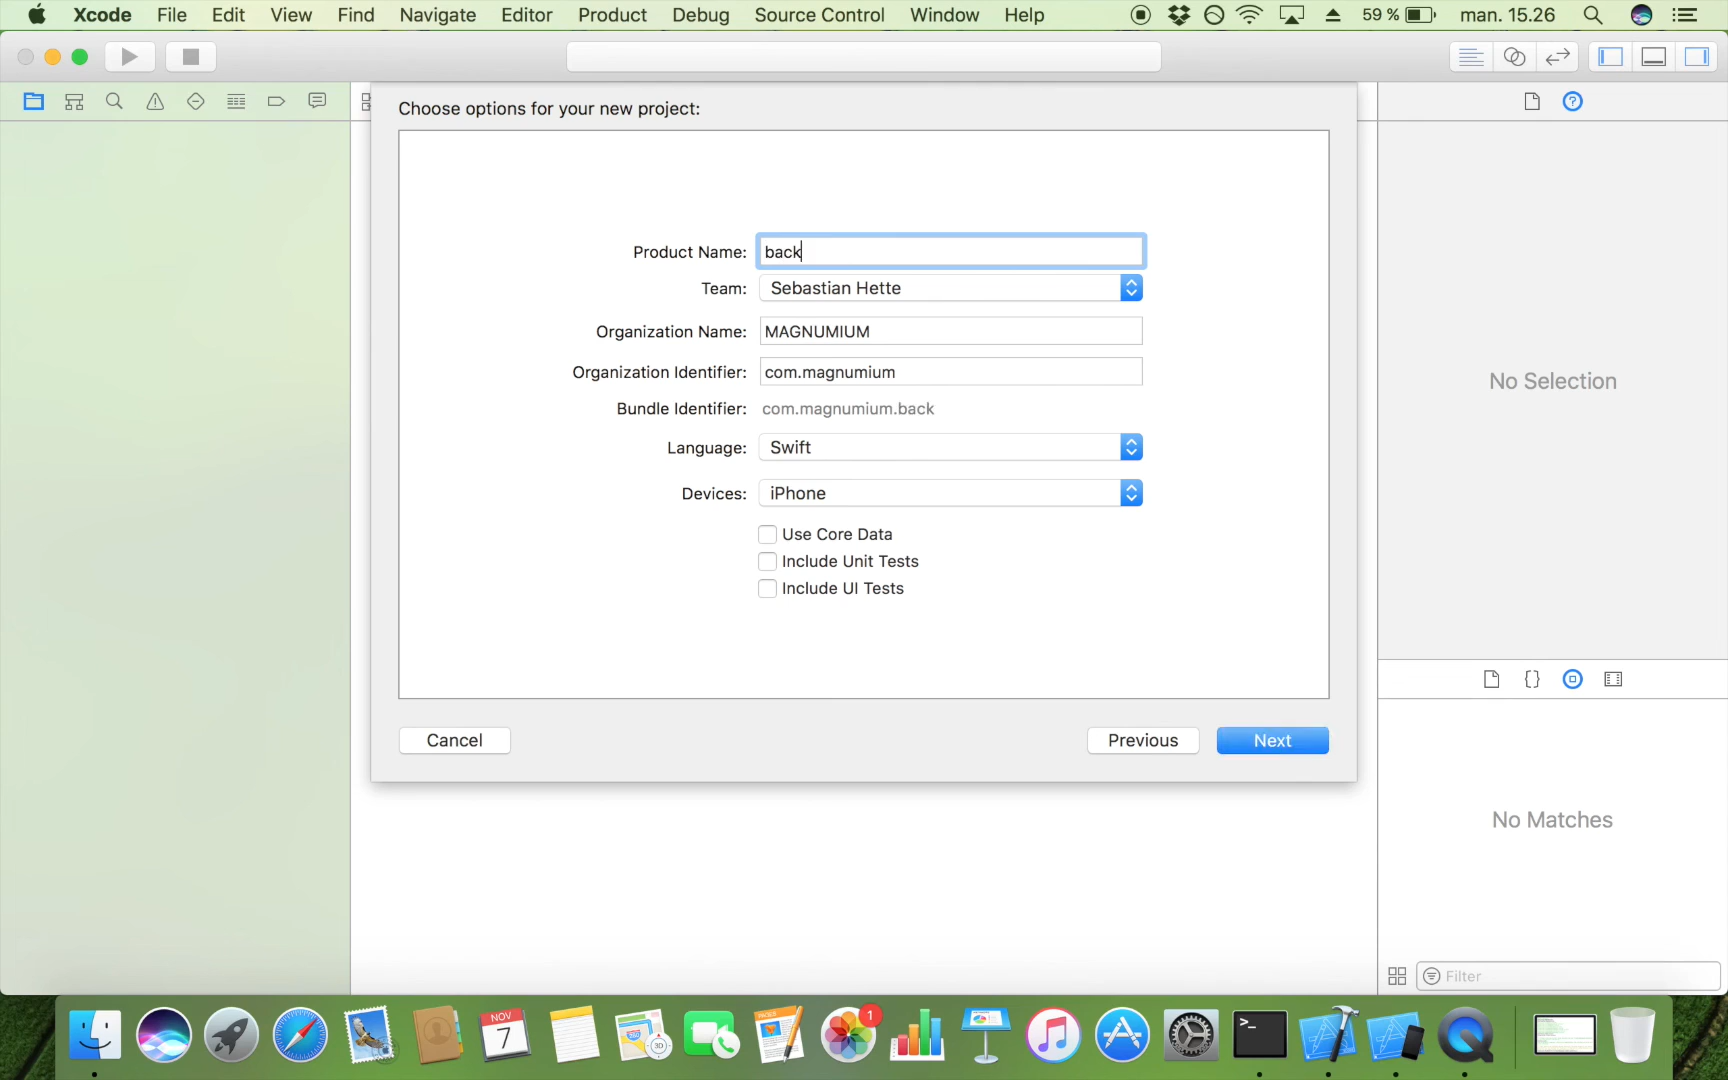 Xcode File Edit View Find Navigate Editor Product Debug Source Control Window Help 59 % man. 15.26
Choose options for your new project:
Product Name: back
Team: Sebastian Hette
Organization Name: MAGNUMIUM
Organization Identifier: com.magnumium
Bundle Identifier: com.magnumium.back
Language: Swift
Devices: iPhone
Use Core Data
Include Unit Tests
Include UI Tests
Cancel Previous Next
No Selection
No Matches
Filter
NOV
7
3D
PAGES
1
>_